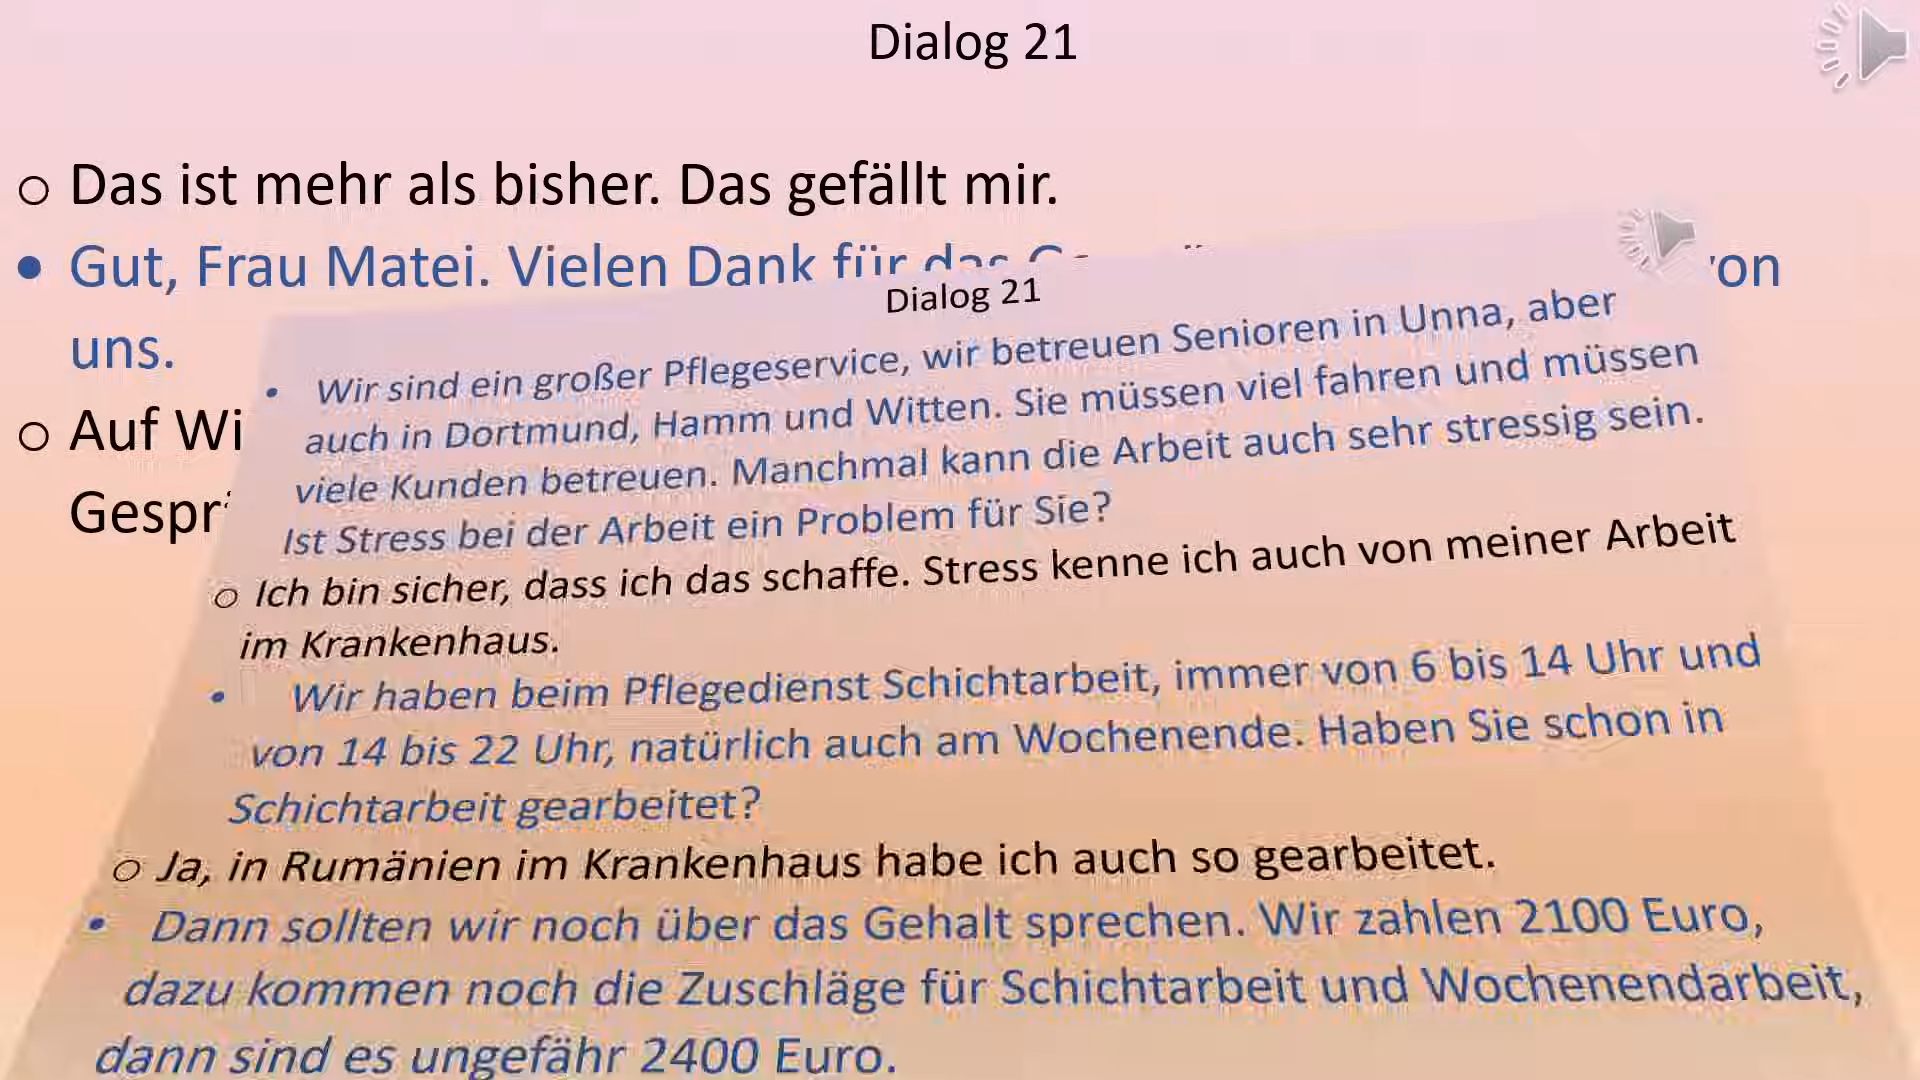 Dialog 21
o Das ist mehr als bisher. Das gefällt mir.
• Gut, Frau Matei. Vielen Dank für das von
uns.
o Auf
Dialog 21
• Wir sind ein großer Pflegeservice, wir betreuen Senioren in Unna, aber
auch in Dortmund, Hamm und Witten. Sie müssen viel fahren und müssen
viele Kunden betreuen. Manchmal kann die Arbeit auch sehr stressig sein.
Ist Stress bei der Arbeit ein Problem für Sie?
o Ich bin sicher, dass ich das schaffe. Stress kenne ich auch von meiner Arbeit
im Krankenhaus.
• Wir haben beim Pflegedienst Schichtarbeit, immer von 6 bis 14 Uhr und
von 14 bis 22 Uhr, natürlich auch am Wochenende. Haben Sie schon in
Schichtarbeit gearbeitet?
o Ja, in Rumänien im Krankenhaus habe ich auch so gearbeitet.
• Dann sollten wir noch über das Gehalt sprechen. Wir zahlen 2100 Euro,
dazu kommen noch die Zuschläge für Schichtarbeit und Wochenendarbeit,
dann sind es ungefähr 2400 Euro.